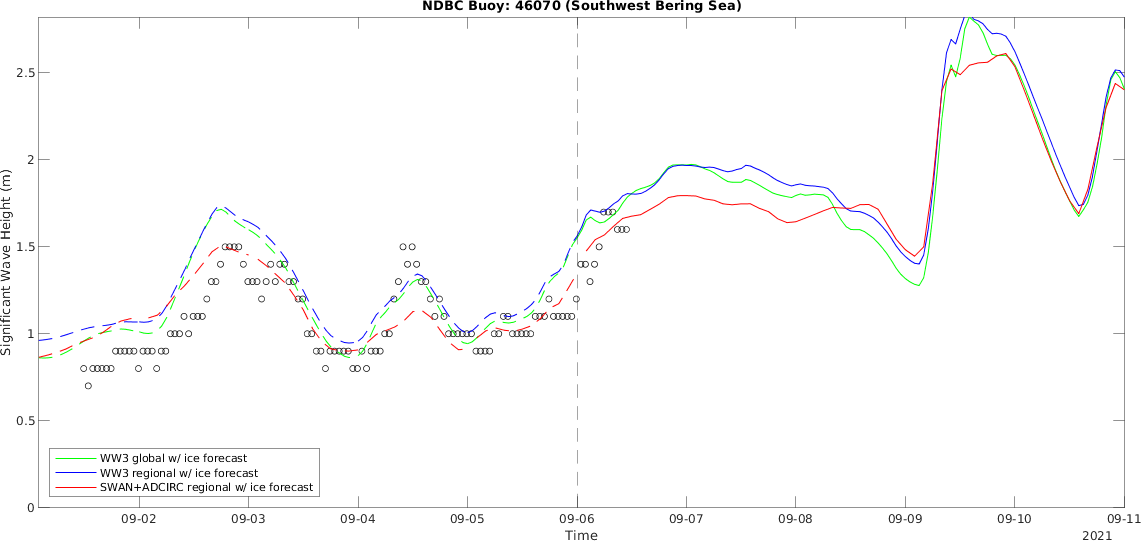 NDBC Buoy: 46070 (Southwest Bering Sea)
Significant Wave Height (m)
2.5
2
1.5
1
0.5
0
WW3 global w/ ice forecast
WW3 regional w/ ice forecast
SWAN+ADCIRC regional w/ ice forecast
09-02 09-03 09-04 09-05 09-06 09-07 09-08 09-09 09-10 09-11
Time
2021